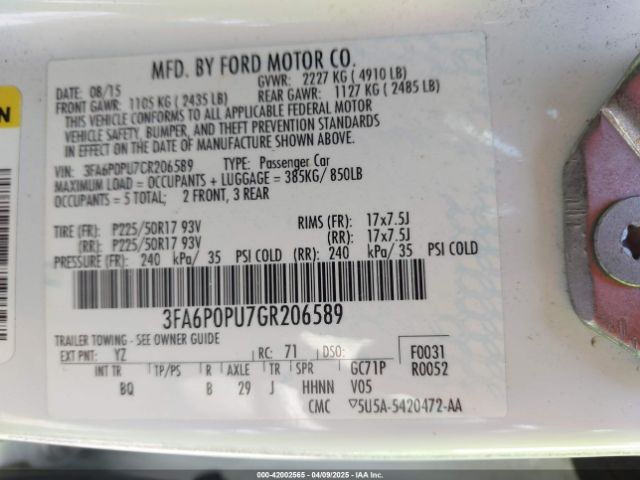 MFD. BY FORD MOTOR CO.
DATE: 08/15 GVWR: 2227 KG ( 4910 LB)
FRONT GAWR: 1105 KG ( 2435 LB) REAR GAWR: 1127 KG ( 2485 LB)
THIS VEHICLE CONFORMS TO ALL APPLICABLE FEDERAL MOTOR
VEHICLE SAFETY, BUMPER, AND THEFT PREVENTION STANDARDS
IN EFFECT ON THE DATE OF MANUFACTURE SHOWN ABOVE.
VIN: 3FA6P0PU7GR206589 TYPE: Passenger Car
MAXIMUM LOAD = OCCUPANTS + LUGGAGE = 385KG/ 850LB
OCCUPANTS = 5 TOTAL; 2 FRONT, 3 REAR
TIRE (FR): P225/50R17 93V RIMS (FR): 17x7.5J
(RR): P225/50R17 93V (RR): 17x7.5J
PRESSURE (FR): 240 kPa/ 35 PSI COLD (RR): 240 kPa/ 35 PSI COLD
3FA6P0PU7GR206589
TRAILER TOWING - SEE OWNER GUIDE
EXT PNT: YZ RC: 71 DSO: F0031
INT TR TP/PS R AXLE TR SPR GC71P R0052
BQ B 29 J HHNN V05
CMC ▽5U5A-5420472-AA
000-42002565 04/09/2025 IAAI.COM